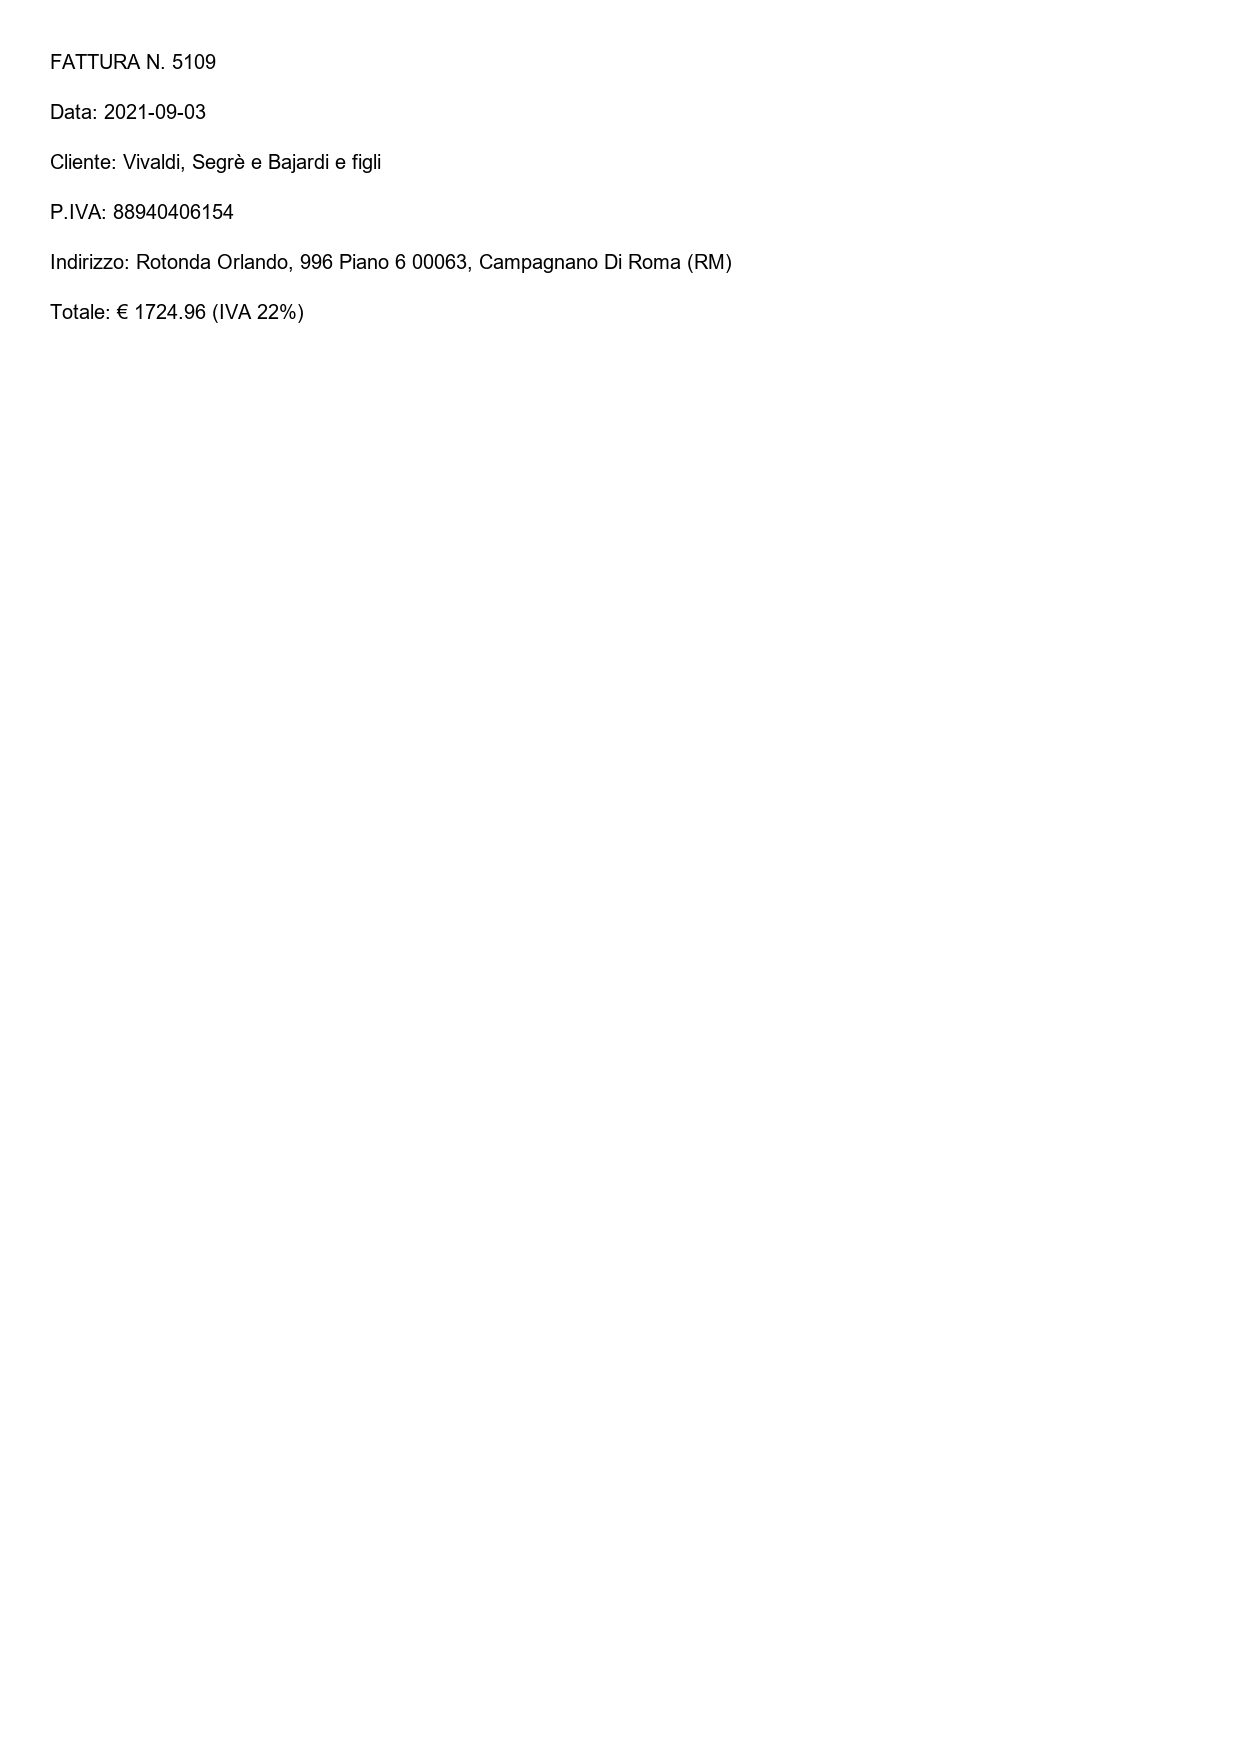 FATTURA N. 5109
Data: 2021-09-03
Cliente: Vivaldi, Segrè e Bajardi e figli
P.IVA: 88940406154
Indirizzo: Rotonda Orlando, 996 Piano 6 00063, Campagnano Di Roma (RM)
Totale: € 1724.96 (IVA 22%)